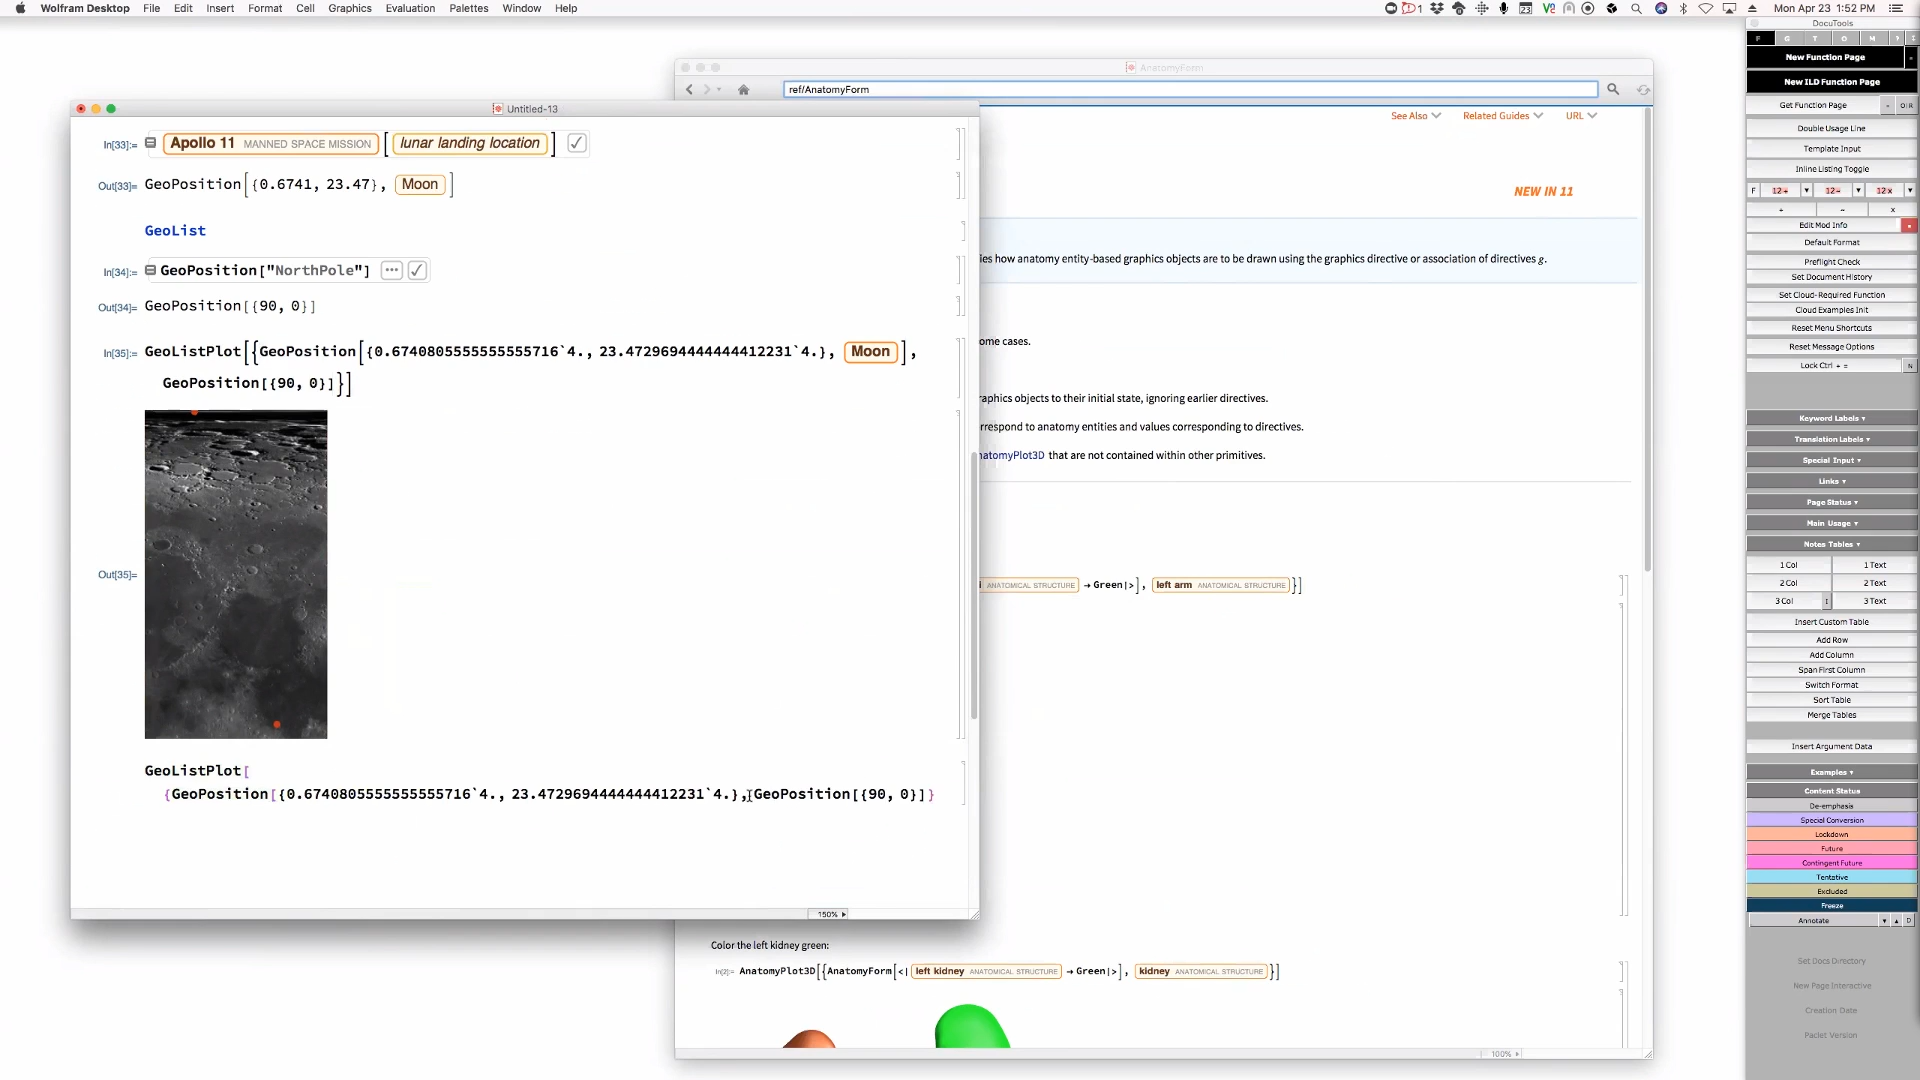 Wolfram Desktop File Edit Insert Format Cell Graphics Evaluation Palettes Window Help
1 23 Mon Apr 23 1:52 PM
AnatomyForm
ref/AnatomyForm
See Also Related Guides URL
NEW IN 11
ies how anatomy entity-based graphics objects are to be drawn using the graphics directive or association of directives g.
ome cases.
raphics objects to their initial state, ignoring earlier directives.
rrespond to anatomy entities and values corresponding to directives.
natomyPlot3D that are not contained within other primitives.
ANATOMICAL STRUCTURE → Green|>], left arm ANATOMICAL STRUCTURE }]
Color the left kidney green:
In[2]:= AnatomyPlot3D[{AnatomyForm[<| left kidney ANATOMICAL STRUCTURE → Green|>], kidney ANATOMICAL STRUCTURE }]
100%
Untitled-13
In[33]:= Apollo 11 MANNED SPACE MISSION [ lunar landing location ]
Out[33]= GeoPosition[{0.6741, 23.47}, Moon ]
GeoList
In[34]:= GeoPosition["NorthPole"]
Out[34]= GeoPosition[{90, 0}]
In[35]:= GeoListPlot[{GeoPosition[{0.6740805555555555716`4., 23.4729694444444412231`4.}, Moon ],
GeoPosition[{90, 0}]}]
Out[35]=
GeoListPlot[
{GeoPosition[{0.6740805555555555716`4., 23.4729694444444412231`4.},GeoPosition[{90, 0}]}
150%
DocuTools
F G T O M ?
New Function Page -
New ILD Function Page
Get Function Page - O|R
Double Usage Line
Template Input
Inline Listing Toggle
F 12+ 12- 12x
+ - x
Edit Mod Info
Default Format
Preflight Check
Set Document History
Set Cloud-Required Function
Cloud Examples Init
Reset Menu Shortcuts
Reset Message Options
Lock Ctrl + = N
Keyword Labels
Translation Labels
Special Input
Links
Page Status
Main Usage
Notes Tables
1 Col 1 Text
2 Col 2 Text
3 Col 3 Text
Insert Custom Table
Add Row
Add Column
Span First Column
Switch Format
Sort Table
Merge Tables
Insert Argument Data
Examples
Content Status
De-emphasis
Special Conversion
Lockdown
Future
Contingent Future
Tentative
Excluded
Freeze
Annotate D
Set Docs Directory
New Page Interactive
Creation Date
Paclet Version